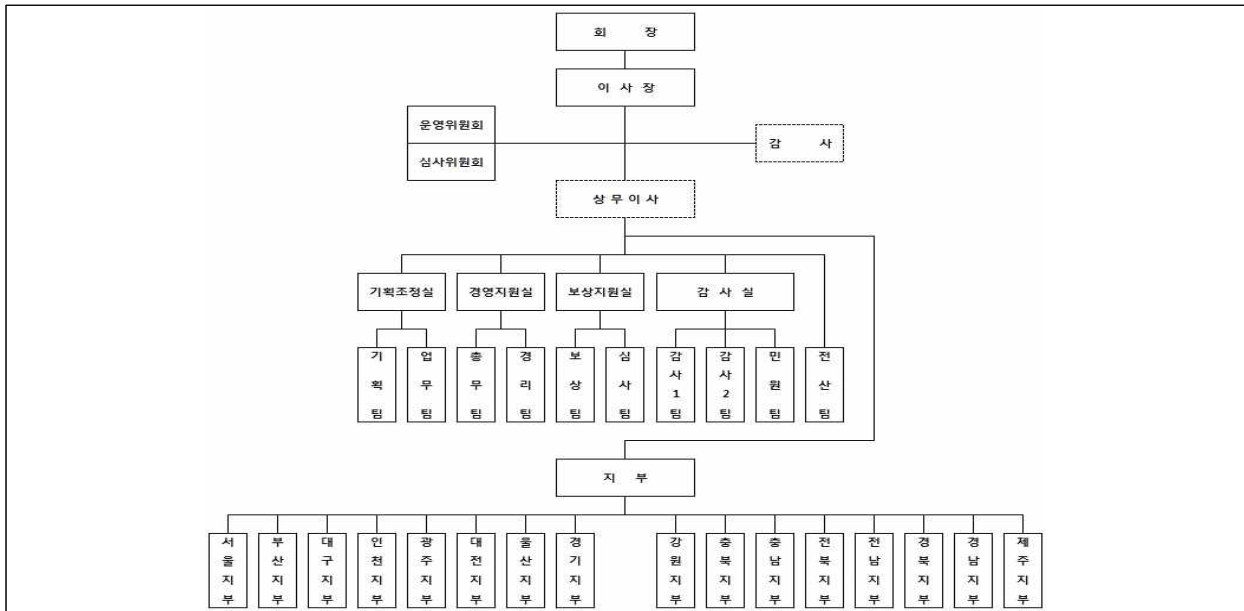 회 장
이 사 장
운영위원회
심사위원회
감 사
상 무 이 사
기획조정실
경영지원실
보상지원실
감 사 실
기획팀
업무팀
총무팀
경리팀
보상팀
심사팀
감사1팀
감사2팀
민원팀
전산팀
지 부
서울지부
부산지부
대구지부
인천지부
광주지부
대전지부
울산지부
경기지부
강원지부
충북지부
충남지부
전북지부
전남지부
경북지부
경남지부
제주지부